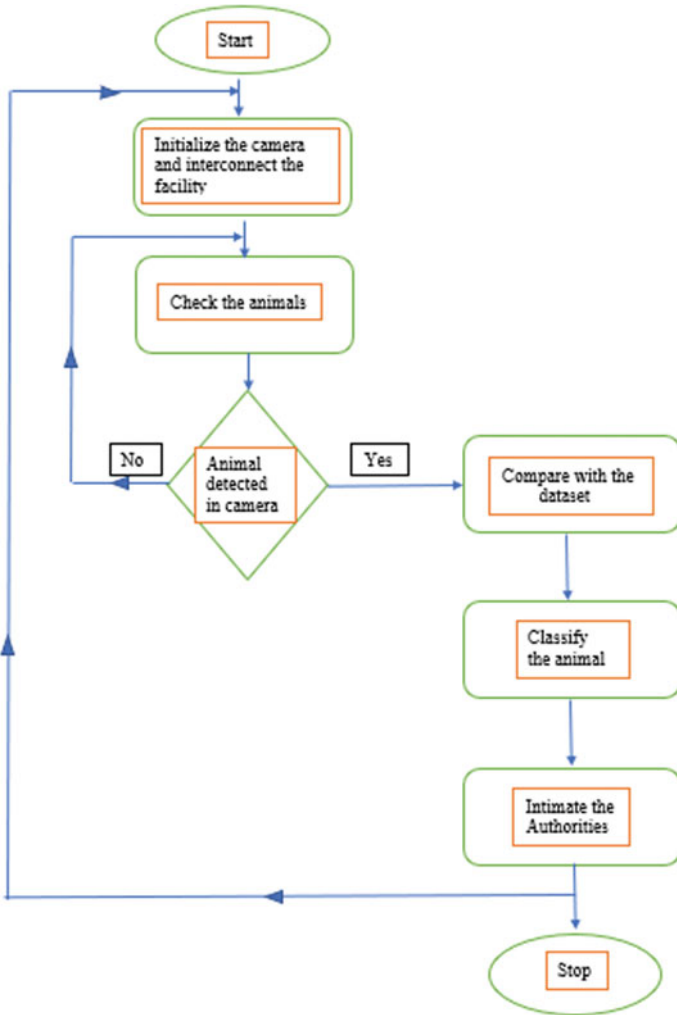 Start
Initialize the camera
and interconnect the
facility
Check the animals
No
Animal
detected
in camera
Yes
Compare with the
dataset
Classify
the animal
Intimate the
Authorities
Stop